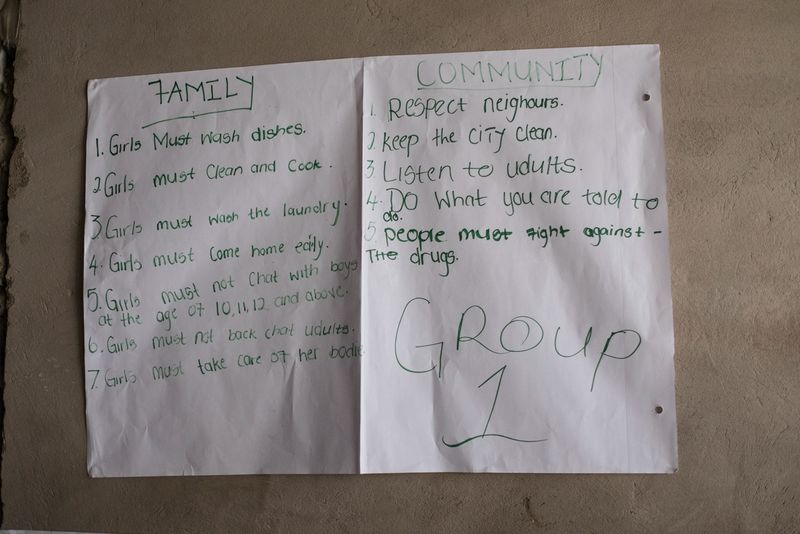 FAMILY
1. Girls Must Wash dishes.
2 Girls must Clean and Cook.
3 Girls must wash the laundry.
4. Girls must Come home eaily.
5. Girls must not Chat with boys
at the age of 10, 11, 12 and above.
6. Girls must not back chat udults.
7. Girls must take care of her bodie
COMMUNITY
1. Respect neighours.
2. keep the CITY clean.
3. Listen to udults.
4. DO What you are told to
do.
5. people must fight against -
The drugs.
GROUP
1